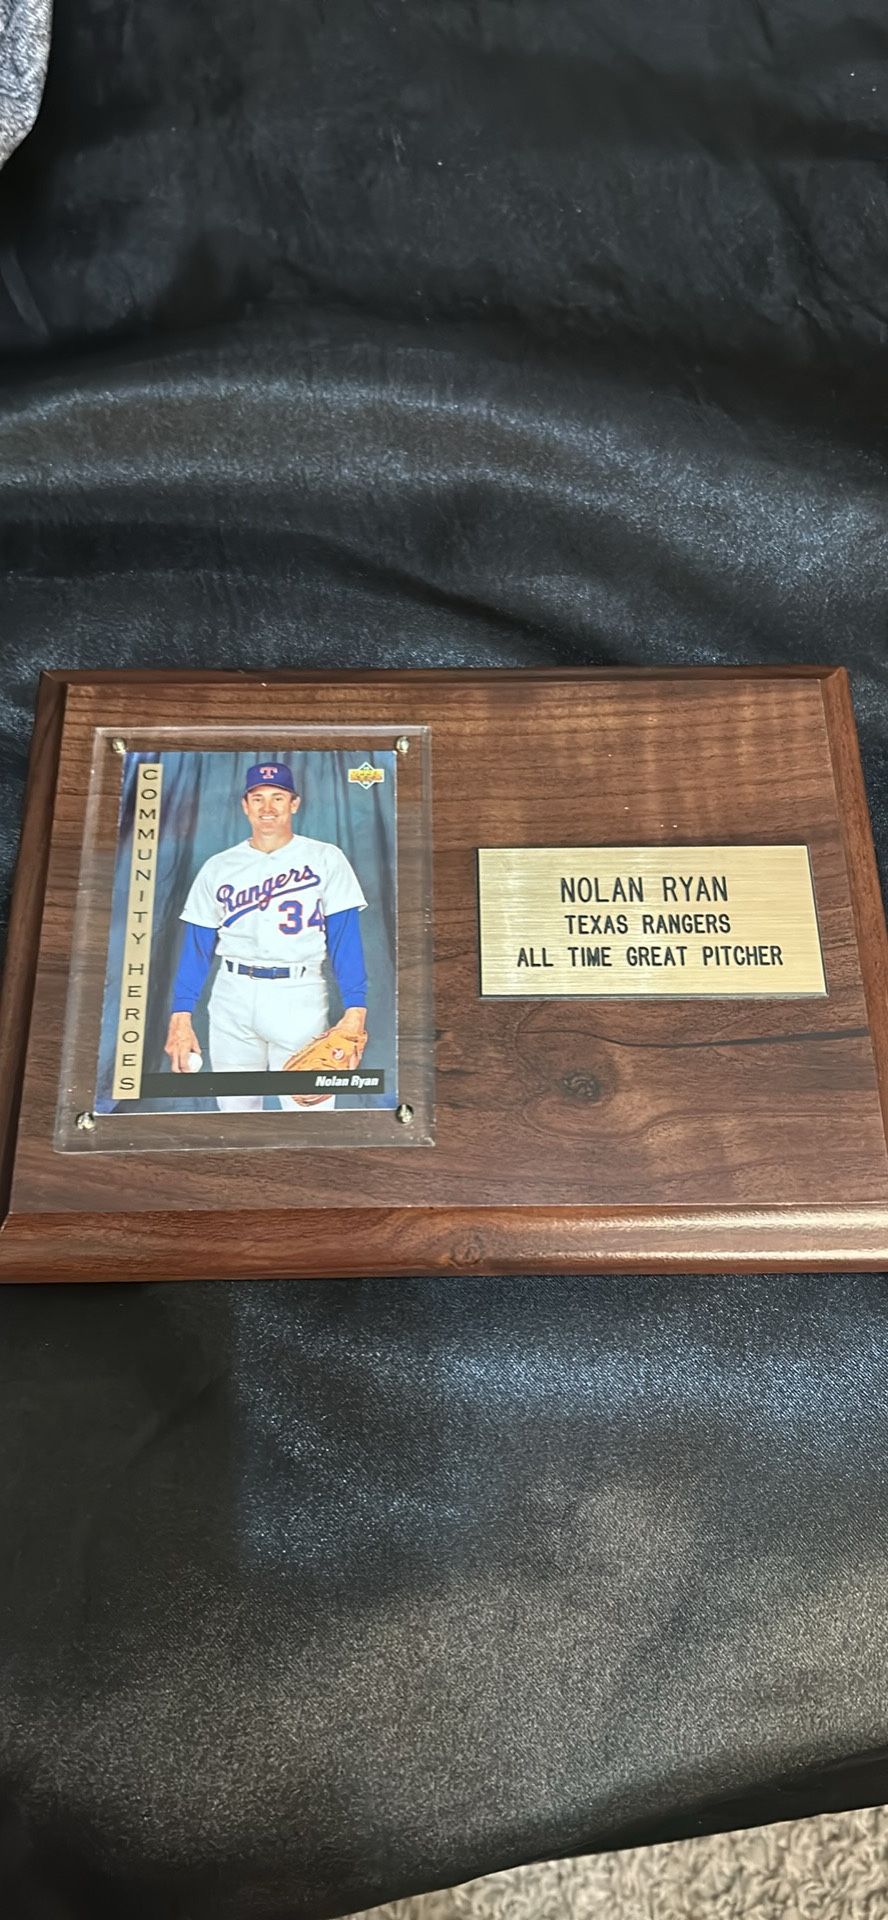 COMMUNITY HEROES
T
Rangers
34
Nolan Ryan
NOLAN RYAN
TEXAS RANGERS
ALL TIME GREAT PITCHER